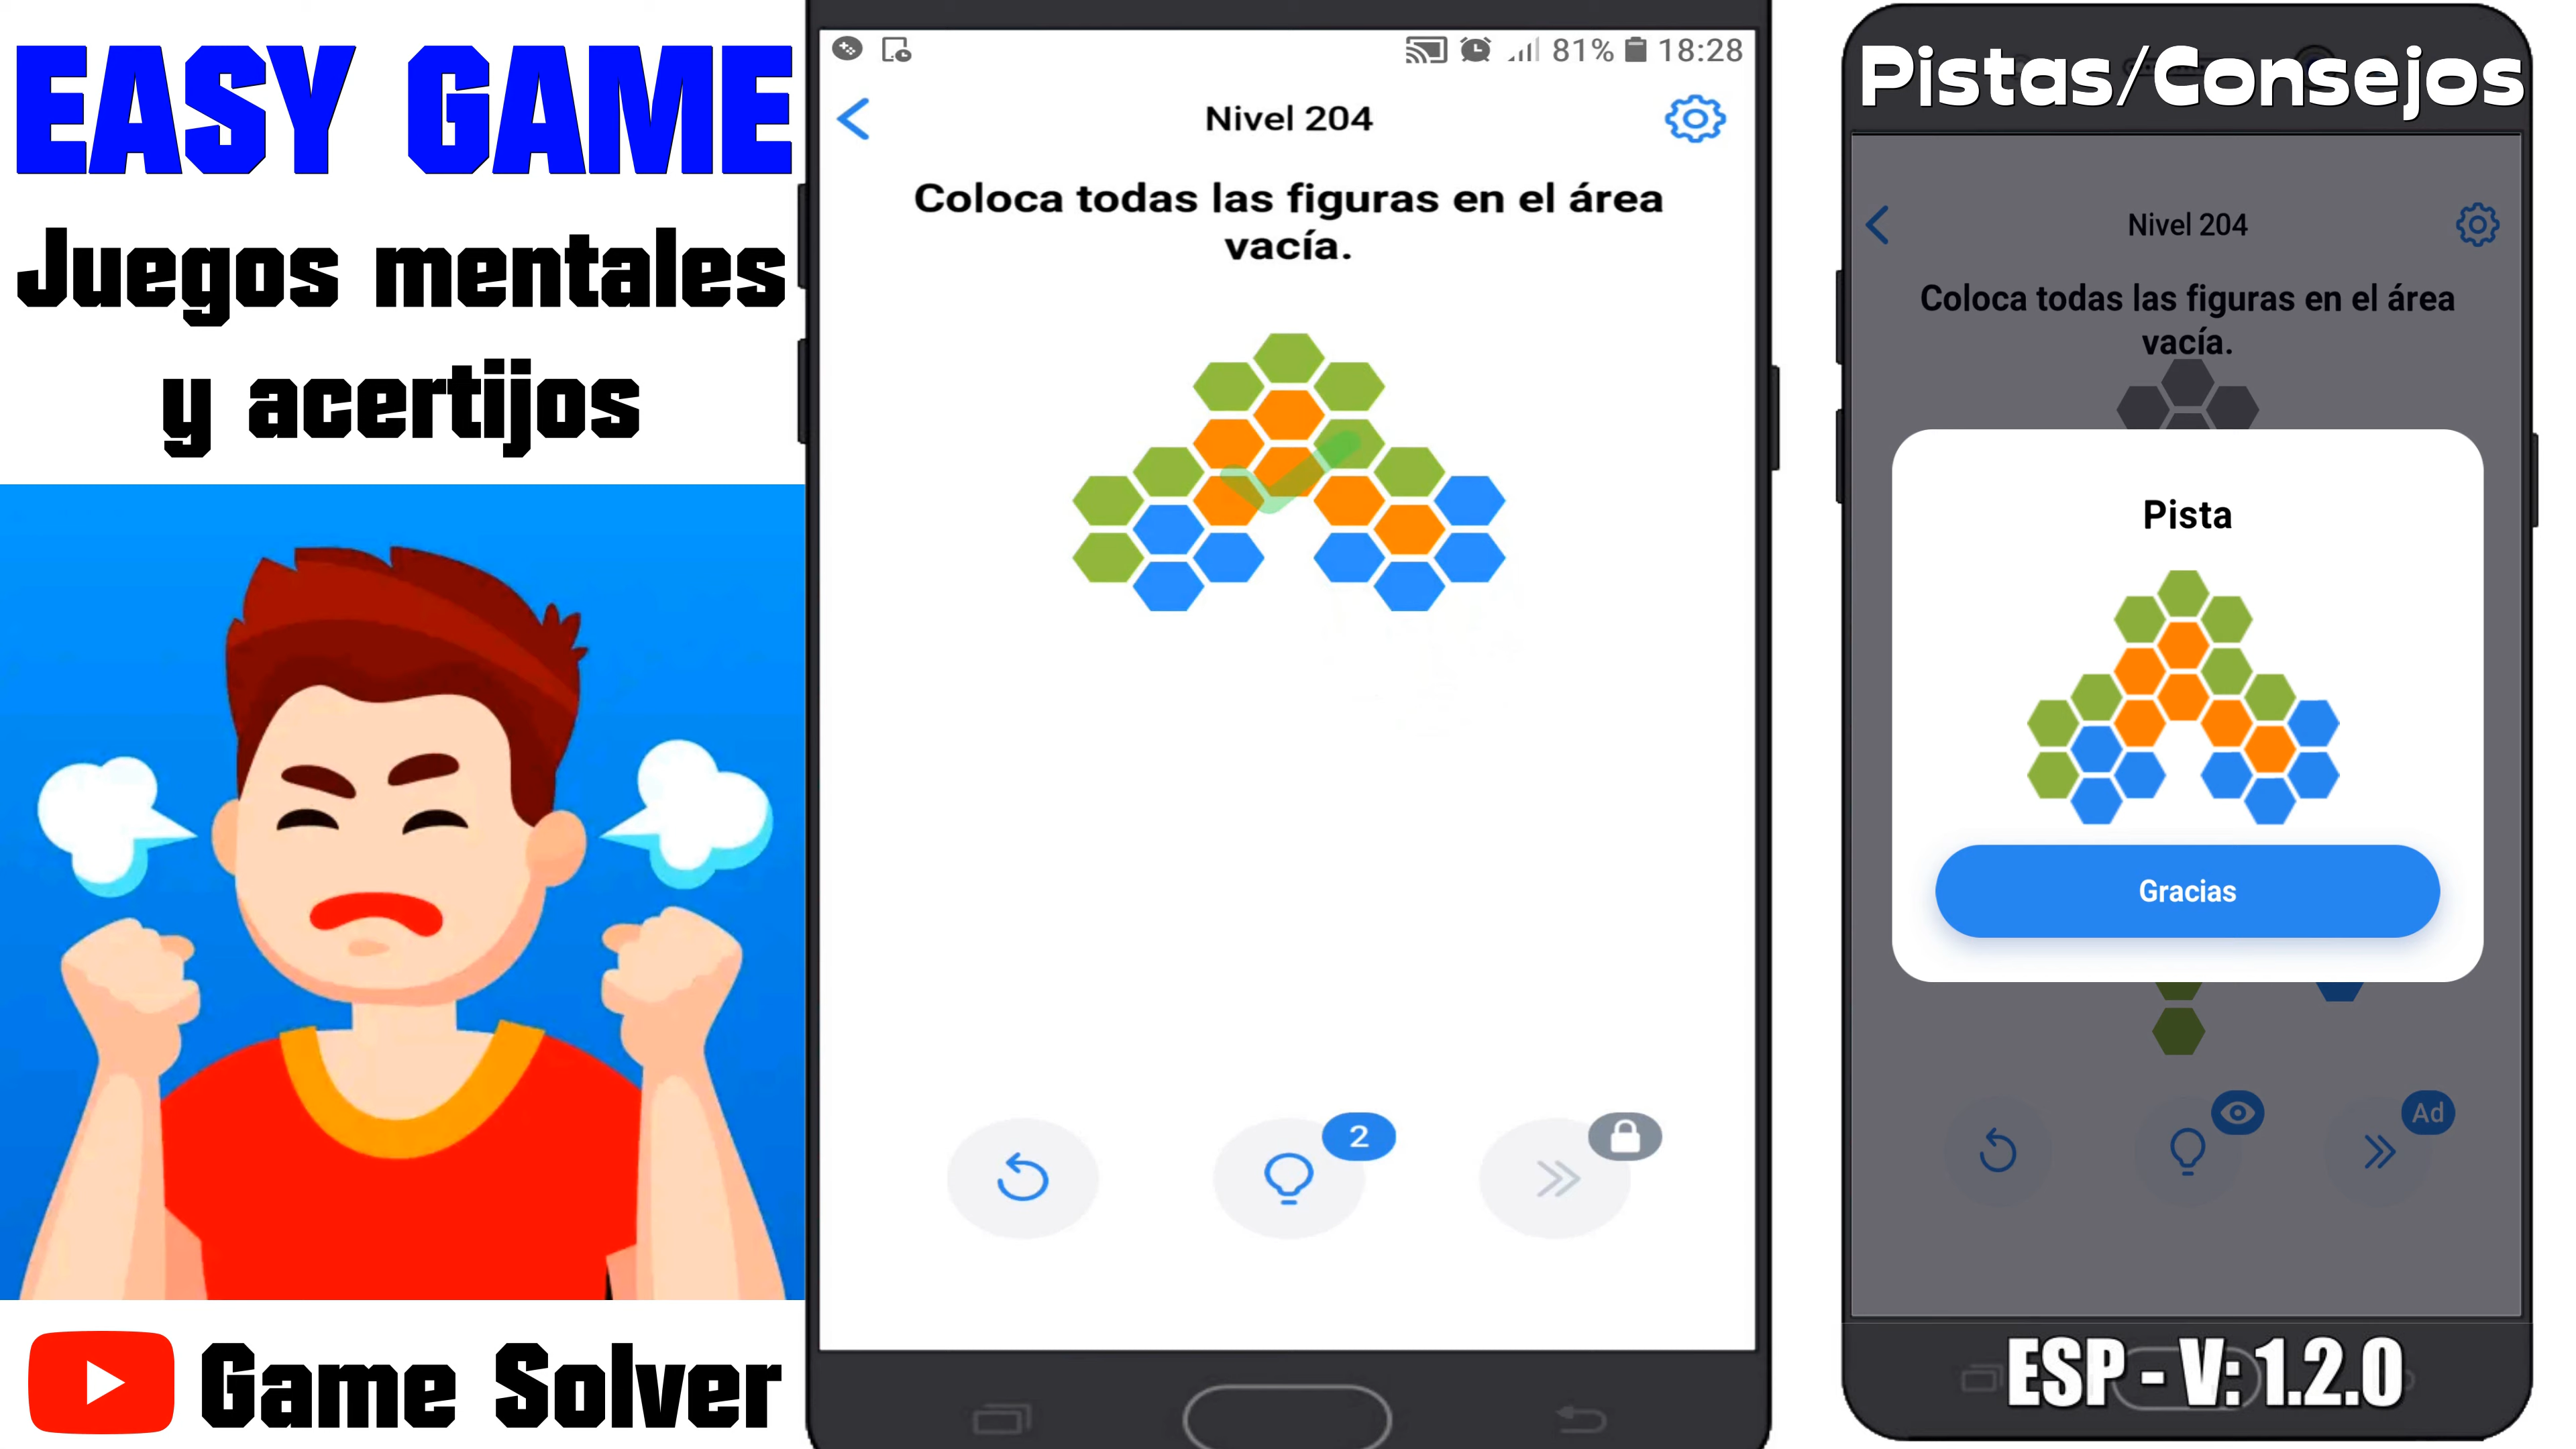 EASY GAME
Juegos mentales
y acertijos
Game Solver
81% 18:28
Nivel 204
Coloca todas las figuras en el área
vacía.
2
Pistas/Consejos
Nivel 204
Coloca todas las figuras en el área
vacía.
Pista
Gracias
Ad
ESP - V: 1.2.0